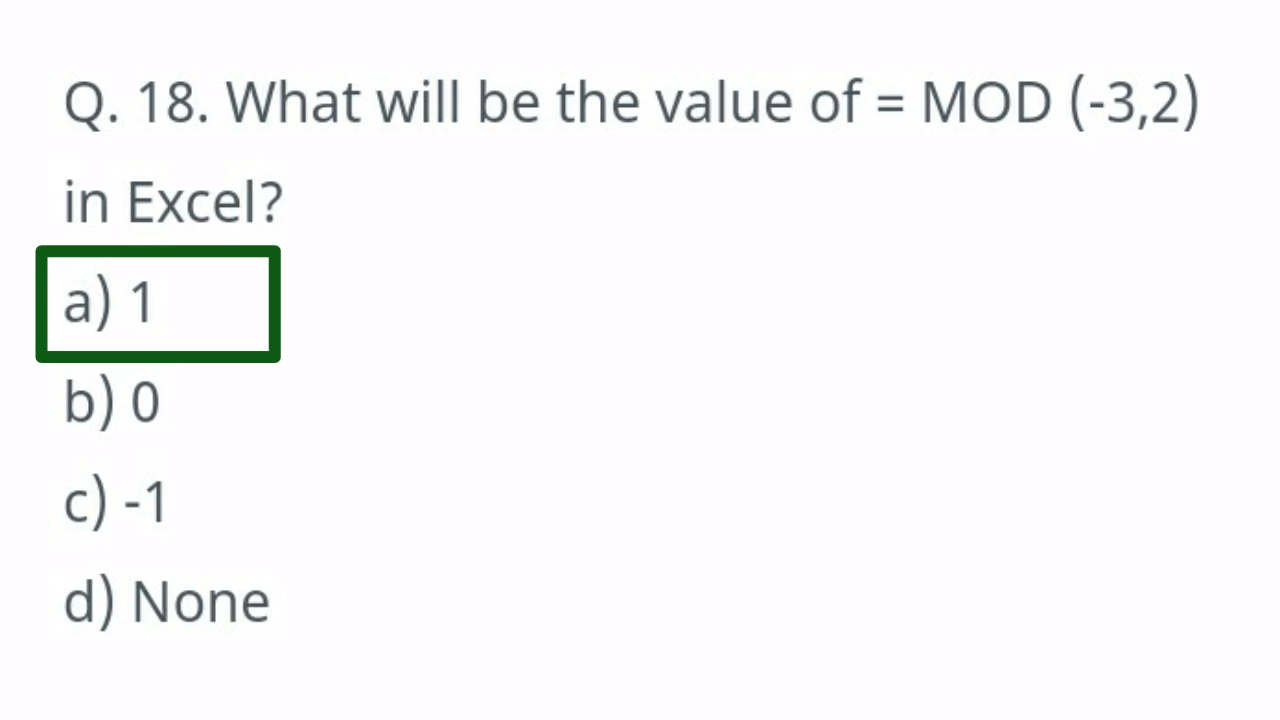 Q. 18. What will be the value of = MOD (-3,2)
in Excel?
a) 1
b) 0
c) -1
d) None